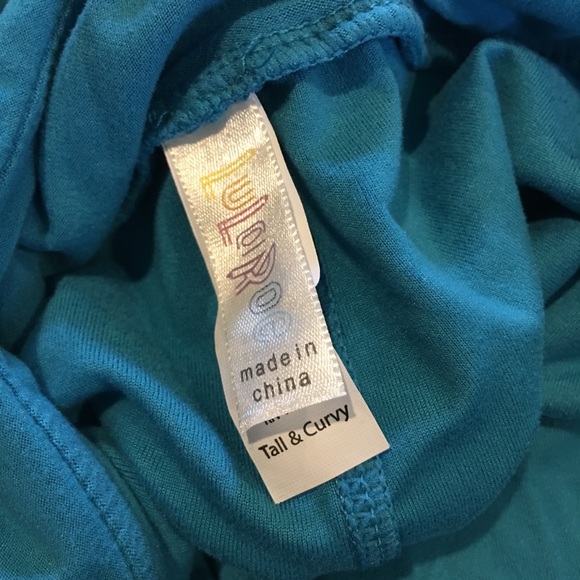 LuLaRoe
made in
china
Tall & Curvy